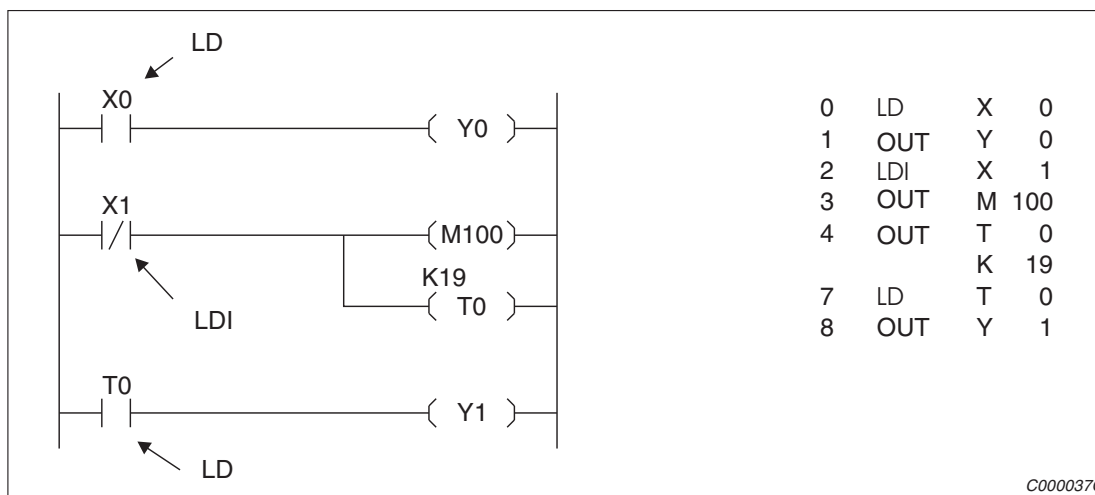 LD
X0
Y0
X1
M100
K19
T0
LDI
T0
Y1
LD
0 LD X 0
1 OUT Y 0
2 LDI X 1
3 OUT M 100
4 OUT T 0
K 19
7 LD T 0
8 OUT Y 1